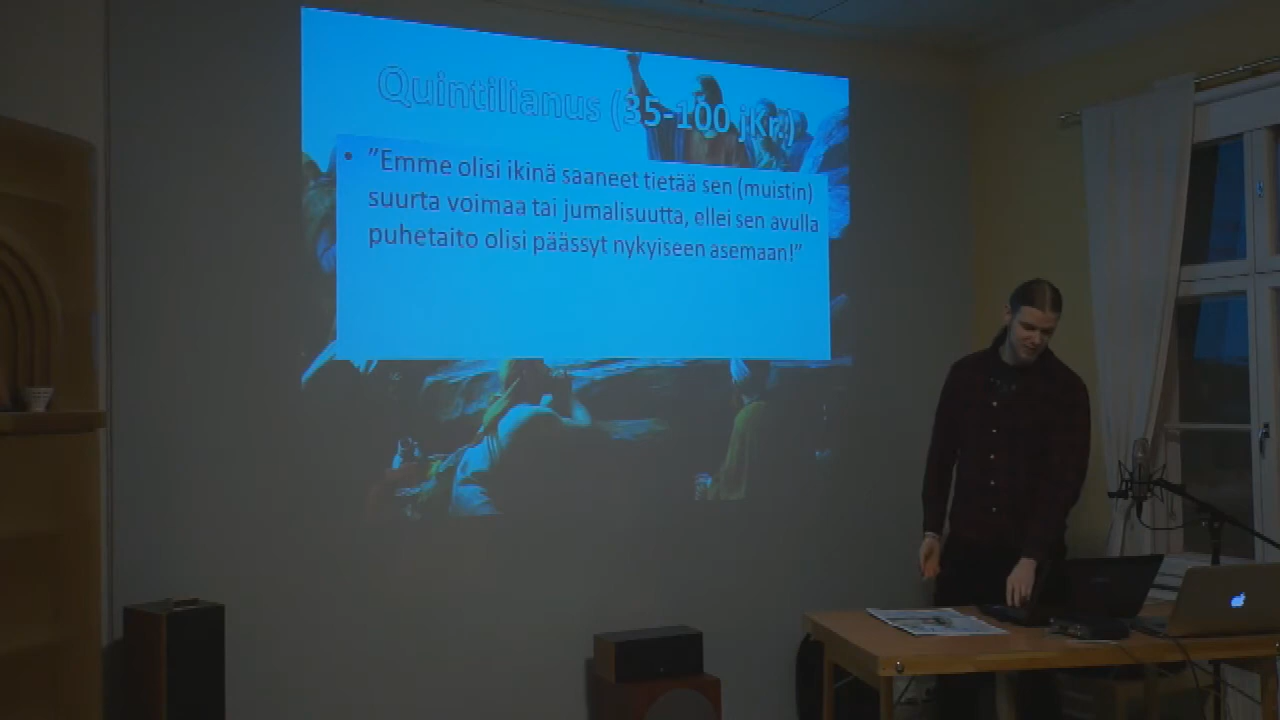 Quintilianus (35-100 jKr.)
• ”Emme olisi ikinä saaneet tietää sen (muistin)
suurta voimaa tai jumalisuutta, ellei sen avulla
puhetaito olisi päässyt nykyiseen asemaan!”